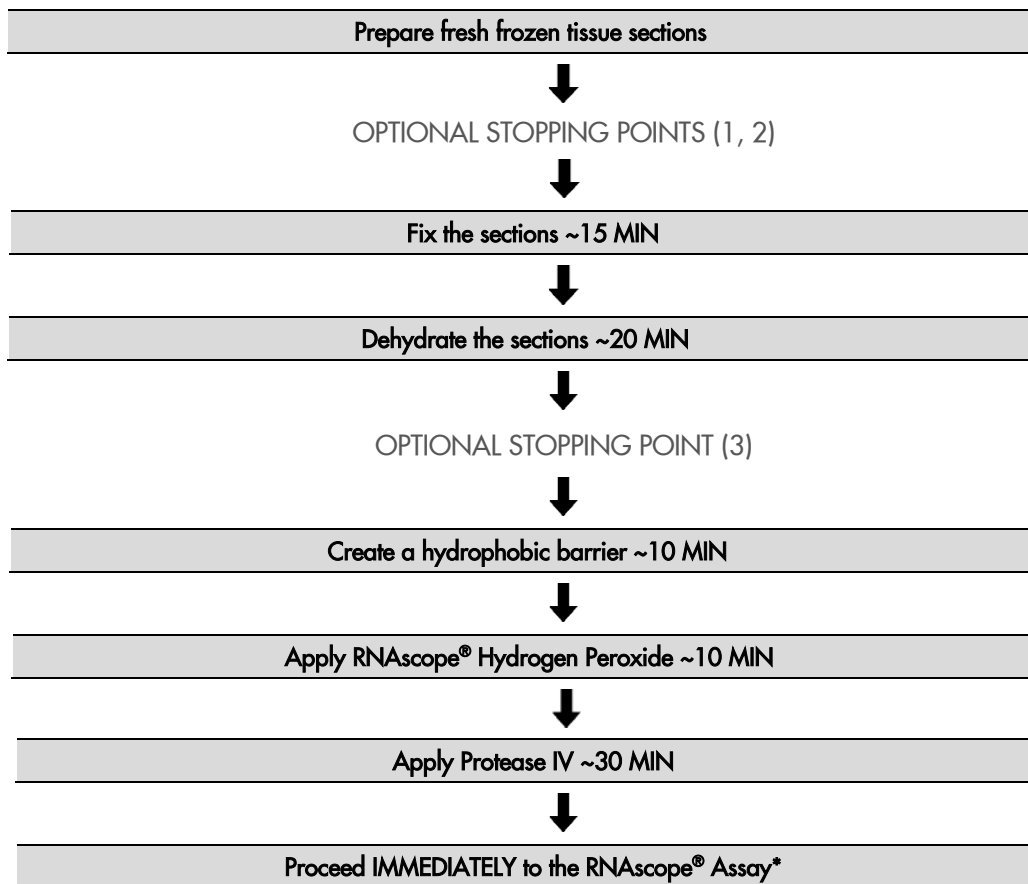 Prepare fresh frozen tissue sections
OPTIONAL STOPPING POINTS (1, 2)
Fix the sections ~15 MIN
Dehydrate the sections ~20 MIN
OPTIONAL STOPPING POINT (3)
Create a hydrophobic barrier ~10 MIN
Apply RNAscope® Hydrogen Peroxide ~10 MIN
Apply Protease IV ~30 MIN
Proceed IMMEDIATELY to the RNAscope® Assay*